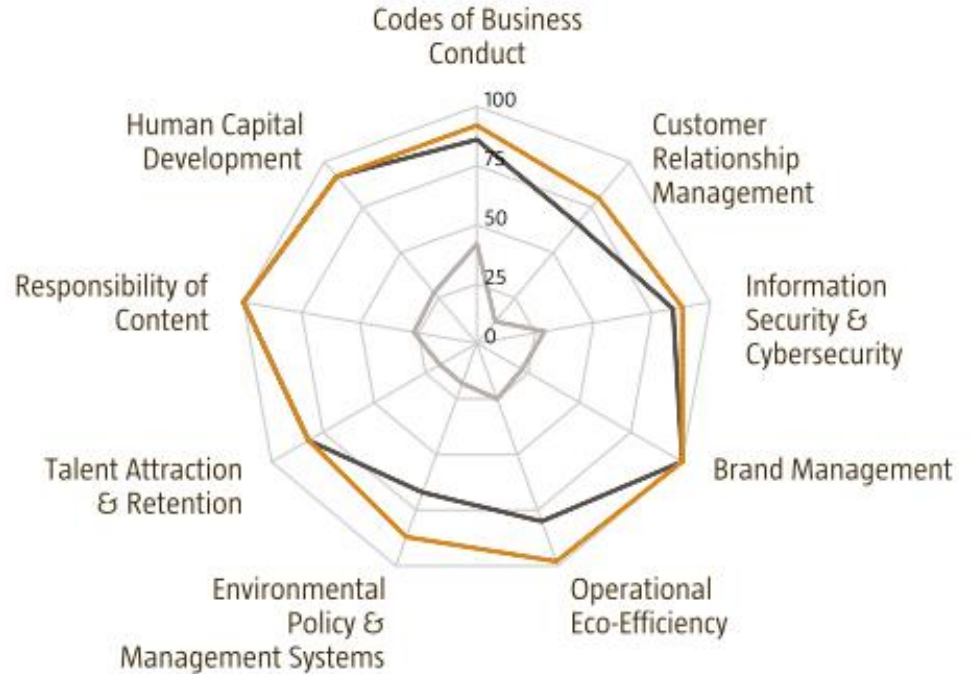 Codes of Business
Conduct
100
75
50
25
0
Customer
Relationship
Management
Information
Security &
Cybersecurity
Brand Management
Operational
Eco-Efficiency
Environmental
Policy &
Management Systems
Talent Attraction
& Retention
Responsibility of
Content
Human Capital
Development